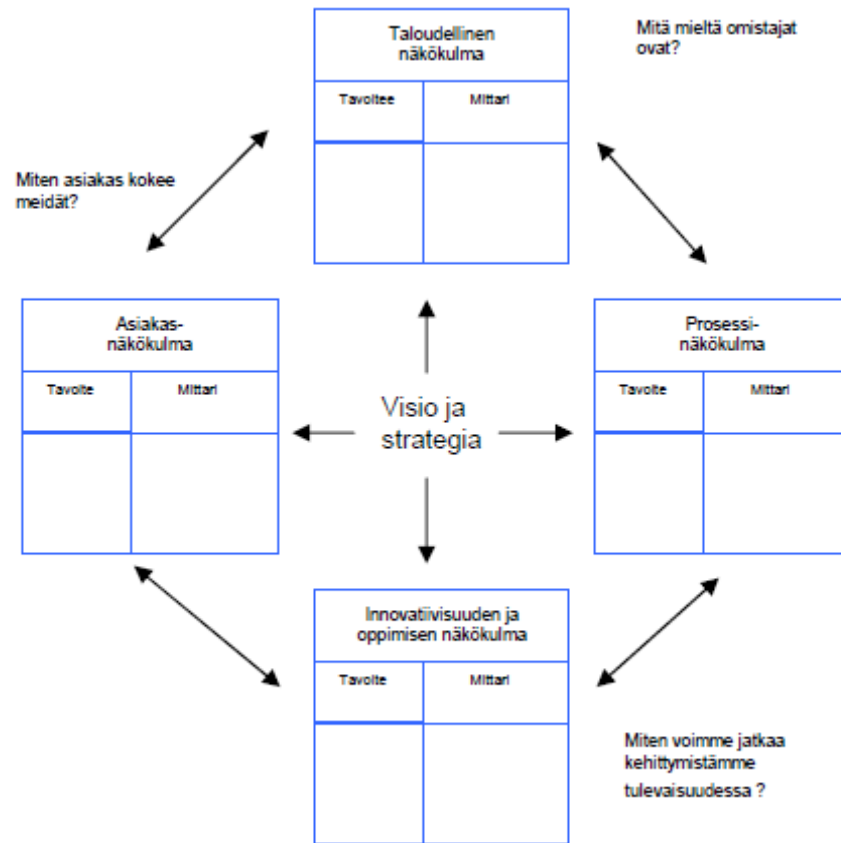 Taloudellinen
näkökulma
Tavoitee Mittari
Mitä mieltä omistajat
ovat?
Miten asiakas kokee
meidät?
Asiakas-
näkökulma
Tavoite Mittari
Visio ja
strategia
Prosessi-
näkökulma
Tavoite Mittari
Innovatiivisuuden ja
oppimisen näkökulma
Tavoite Mittari
Miten voimme jatkaa
kehittymistämme
tulevaisuudessa ?